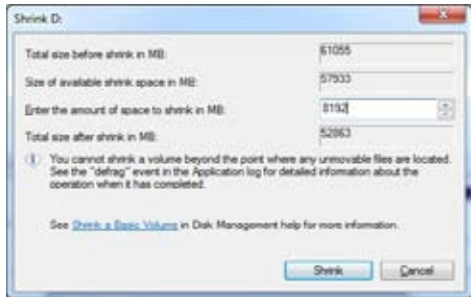 Shrink D:
Total size before shrink in MB: 61055
Size of available shrink space in MB: 57933
Enter the amount of space to shrink in MB: 8192
Total size after shrink in MB: 52863
You cannot shrink a volume beyond the point where any unmovable files are located.
See the "defrag" event in the Application log for detailed information about the
operation when it has completed.
See Shrink a Basic Volume in Disk Management help for more information.
Shrink Cancel